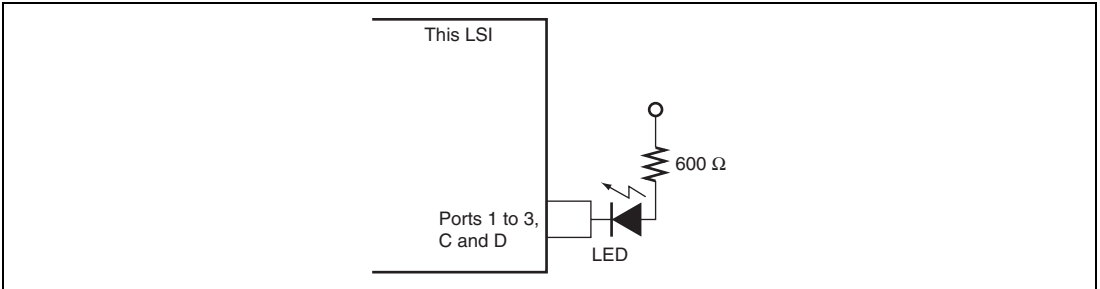 This LSI
600 Ω
Ports 1 to 3,
C and D
LED